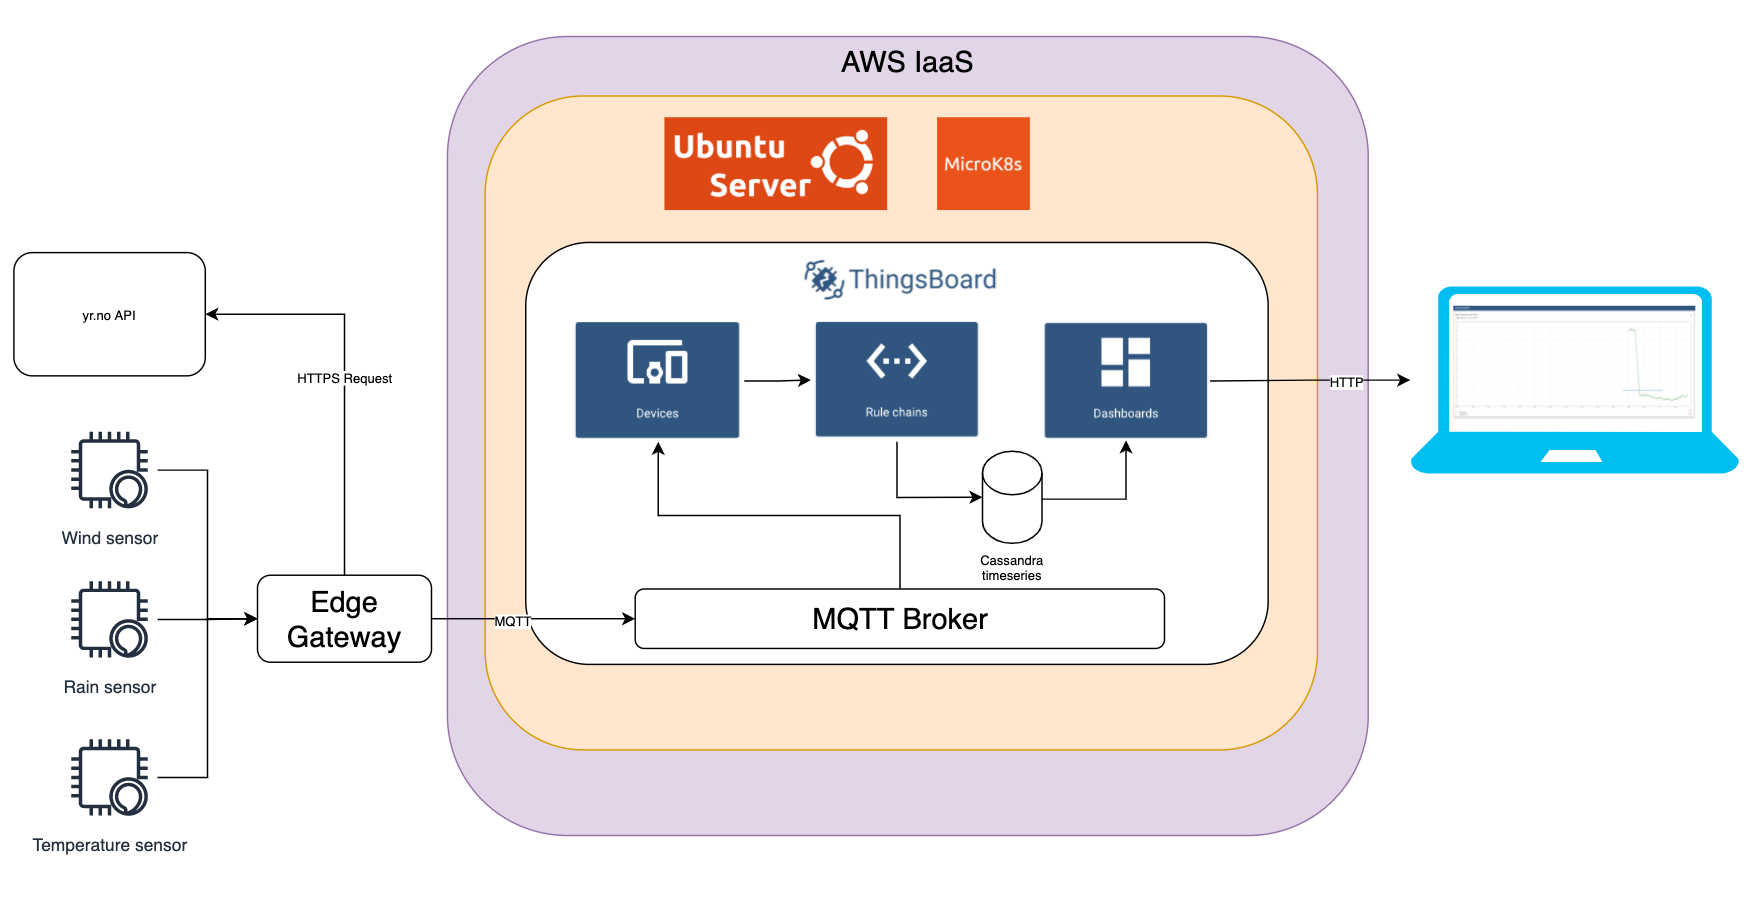 AWS IaaS
Ubuntu
Server
MicroK8s
ThingsBoard
yr.no API
HTTPS Request
Devices
Rule chains
Dashboards
HTTP
Wind sensor
Cassandra
timeseries
Edge
Gateway
MQTT
MQTT Broker
Rain sensor
Temperature sensor